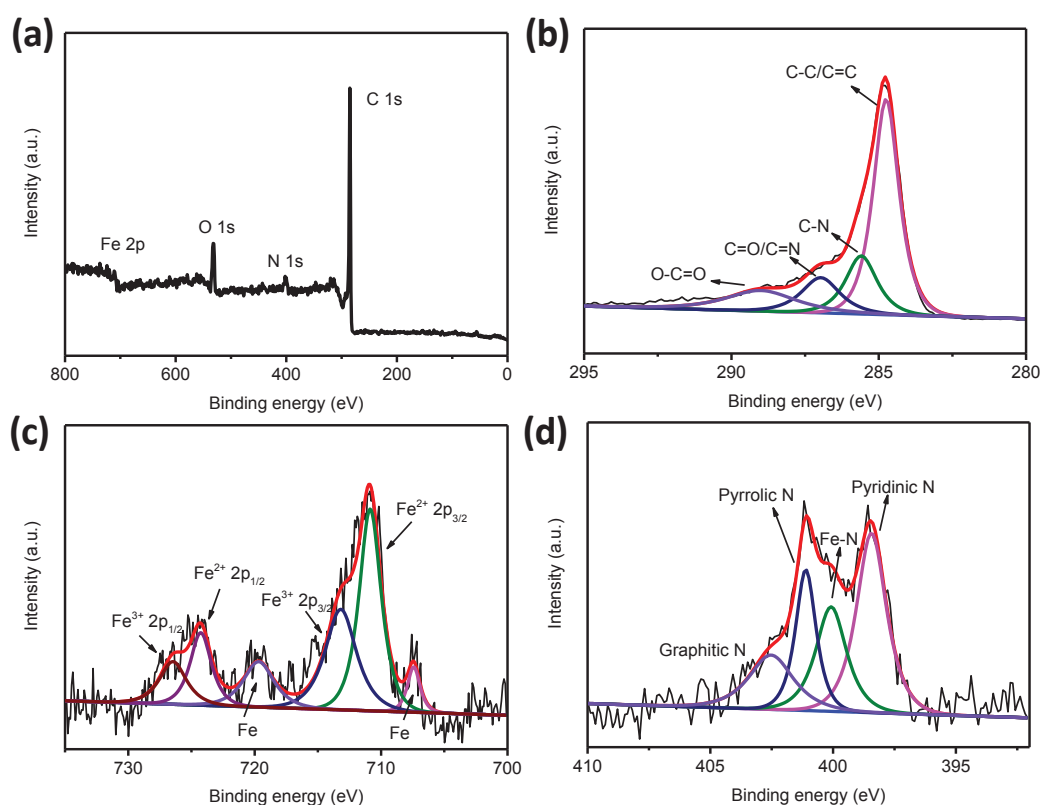 (a)
C 1s
O 1s
Fe 2p
N 1s
Intensity (a.u.)
800 600 400 200 0
Binding energy (eV)
(b)
C-C/C=C
C-N
C=O/C=N
O-C=O
Intensity (a.u.)
295 290 285 280
Binding energy (eV)
(c)
Fe²⁺ 2p₃/₂
Fe²⁺ 2p₁/₂
Fe³⁺ 2p₃/₂
Fe³⁺ 2p₁/₂
Fe Fe
Intensity (a.u.)
730 720 710 700
Binding energy (eV)
(d)
Pyrrolic N
Pyridinic N
Fe-N
Graphitic N
Intensity (a.u.)
410 405 400 395
Binding energy (eV)